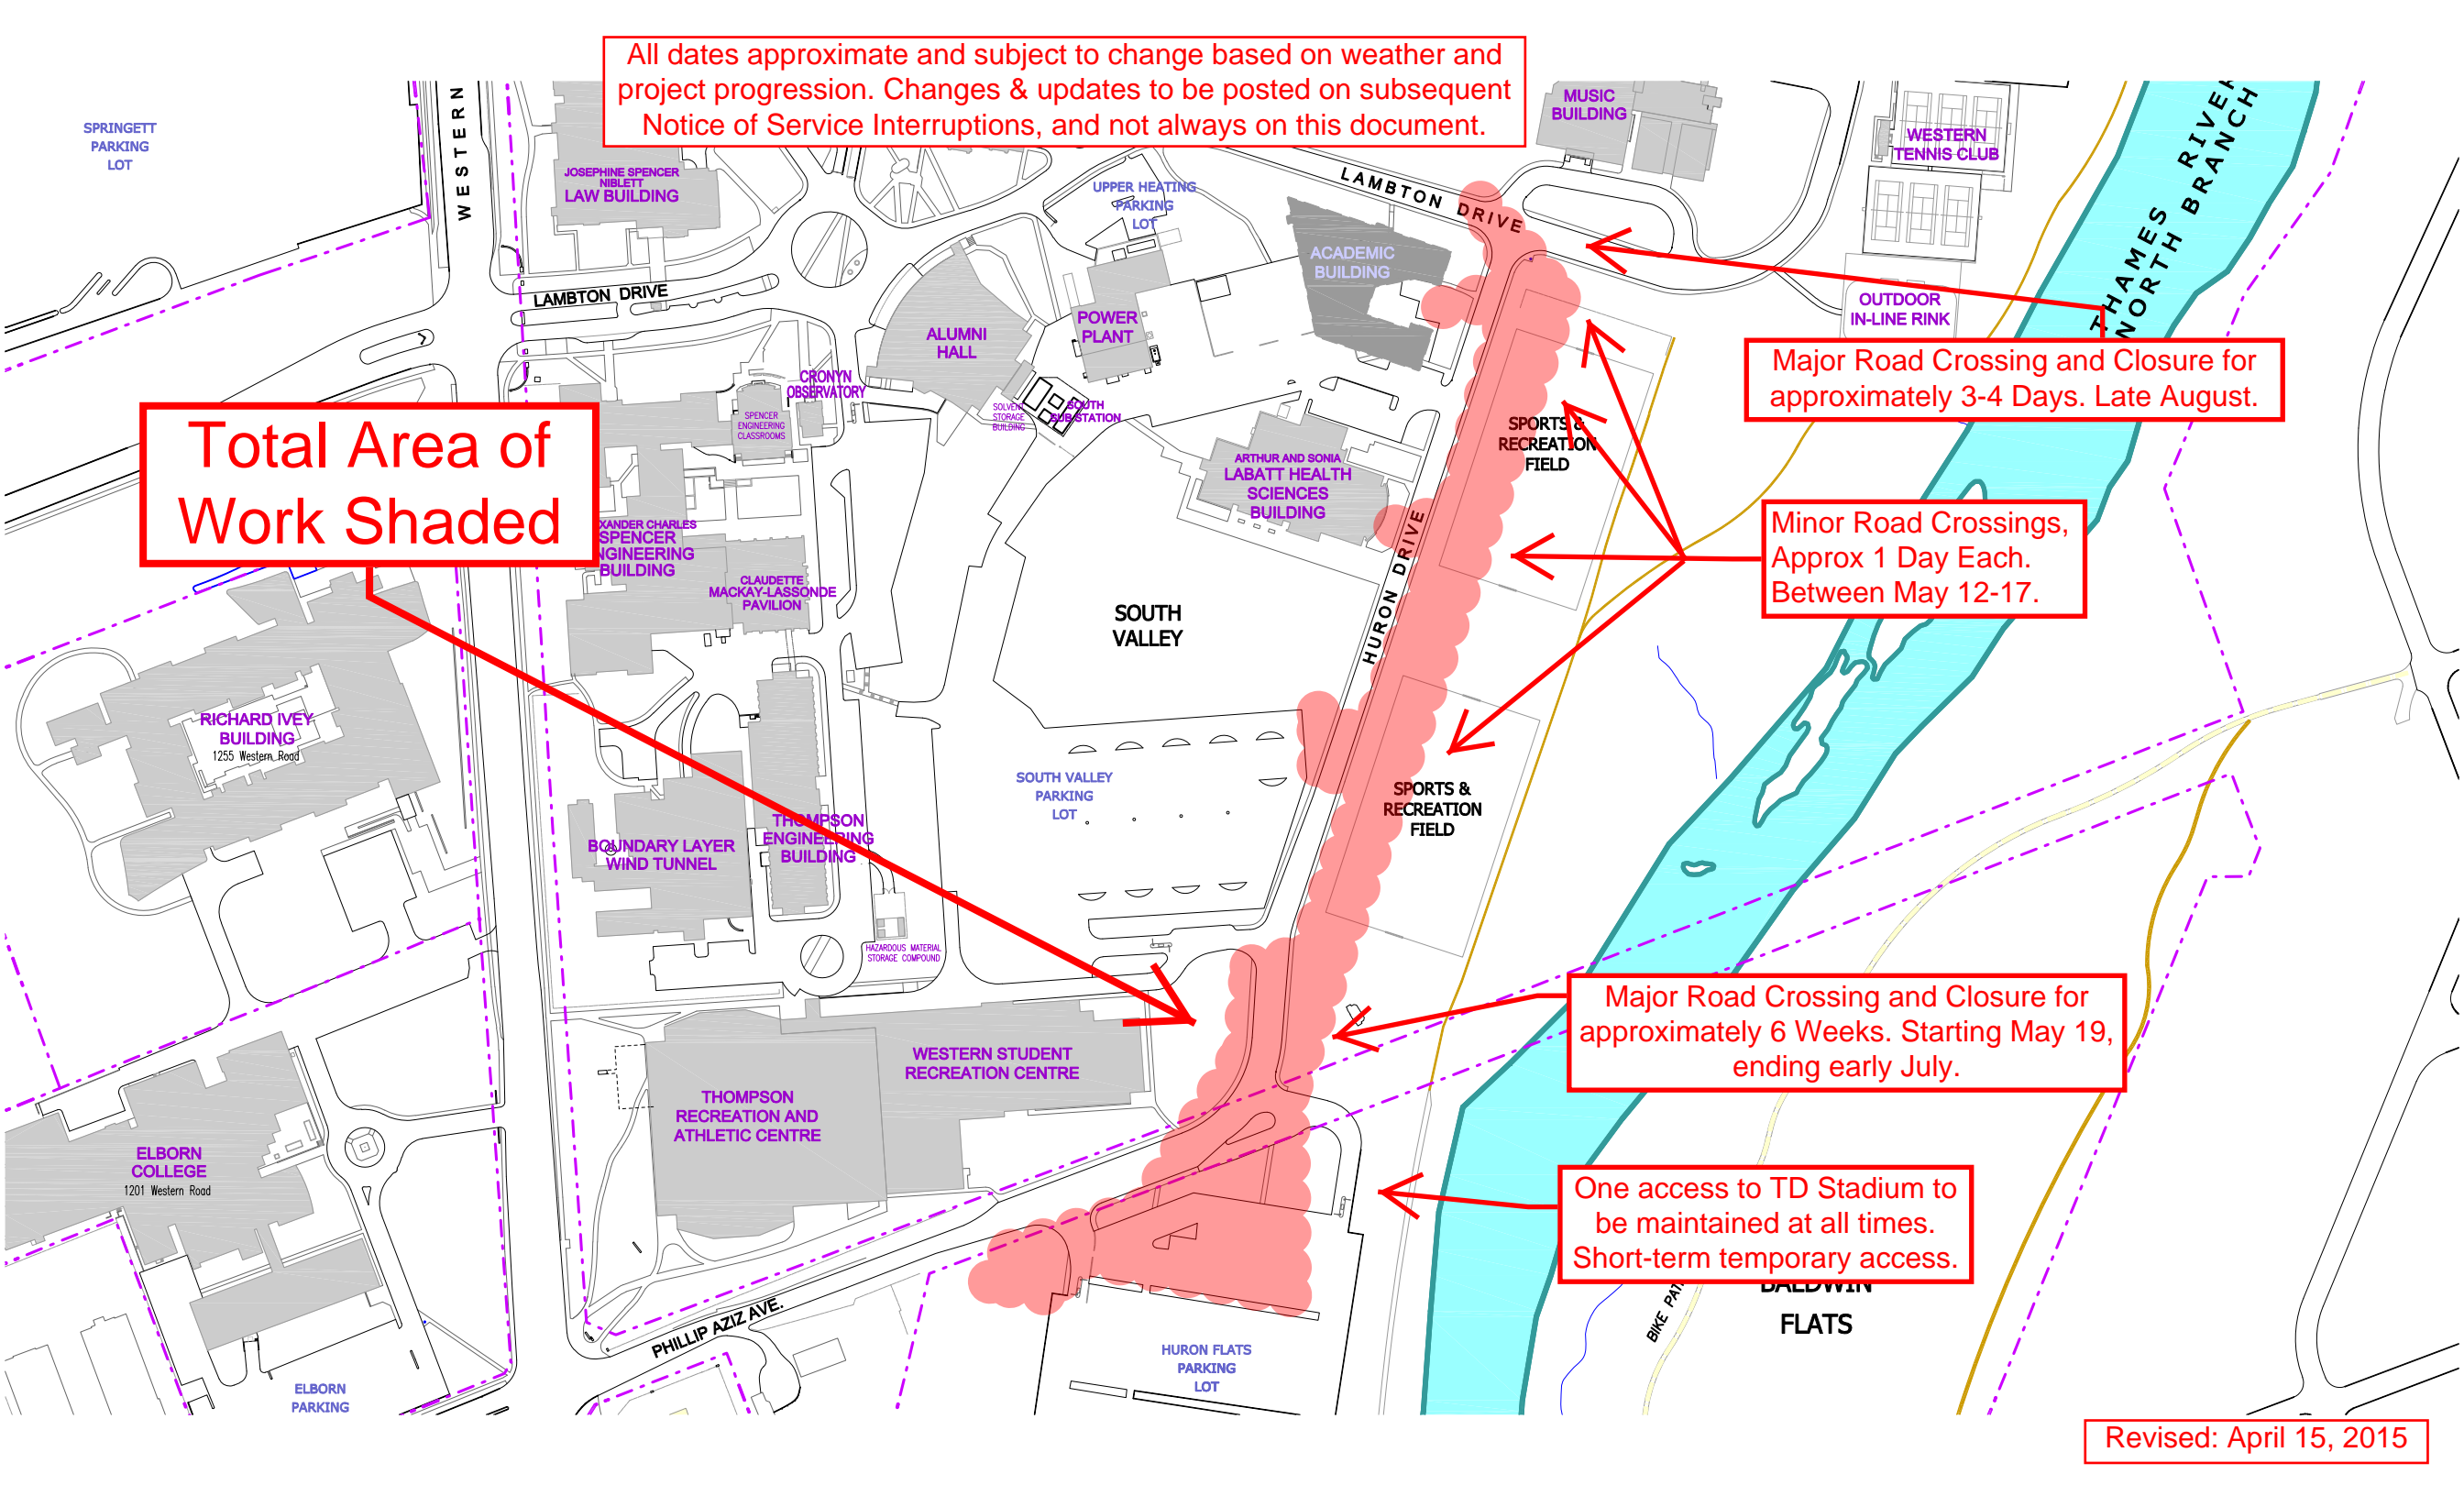 All dates approximate and subject to change based on weather and
project progression. Changes & updates to be posted on subsequent
Notice of Service Interruptions, and not always on this document.
SPRINGETT
PARKING
LOT
WESTERN
JOSEPHINE SPENCER
NIBLETT
LAW BUILDING
MUSIC
BUILDING
WESTERN
TENNIS CLUB
THAMES RIVER
NORTH BRANCH
UPPER HEATING
PARKING
LOT
LAMBTON DRIVE
ACADEMIC
BUILDING
LAMBTON DRIVE
ALUMNI
HALL
POWER
PLANT
OUTDOOR
IN-LINE RINK
Major Road Crossing and Closure for
approximately 3-4 Days. Late August.
CRONYN
OBSERVATORY
SPENCER
ENGINEERING
CLASSROOMS
SOLVENT
STORAGE
BUILDING
SOUTH
SUB STATION
Total Area of
Work Shaded
SPORTS &
RECREATION
FIELD
ARTHUR AND SONIA
LABATT HEALTH
SCIENCES
BUILDING
XANDER CHARLES
SPENCER
NGINEERING
BUILDING
CLAUDETTE
MACKAY-LASSONDE
PAVILION
Minor Road Crossings,
Approx 1 Day Each.
Between May 12-17.
SOUTH
VALLEY
HURON DRIVE
RICHARD IVEY
BUILDING
1255 Western Road
SOUTH VALLEY
PARKING
LOT
SPORTS &
RECREATION
FIELD
BOUNDARY LAYER
WIND TUNNEL
THOMPSON
ENGINEERING
BUILDING
HAZARDOUS MATERIAL
STORAGE COMPOUND
Major Road Crossing and Closure for
approximately 6 Weeks. Starting May 19,
ending early July.
WESTERN STUDENT
RECREATION CENTRE
THOMPSON
RECREATION AND
ATHLETIC CENTRE
ELBORN
COLLEGE
1201 Western Road
One access to TD Stadium to
be maintained at all times.
Short-term temporary access.
BALDWIN
FLATS
BIKE PAT
PHILLIP AZIZ AVE.
HURON FLATS
PARKING
LOT
ELBORN
PARKING
Revised: April 15, 2015